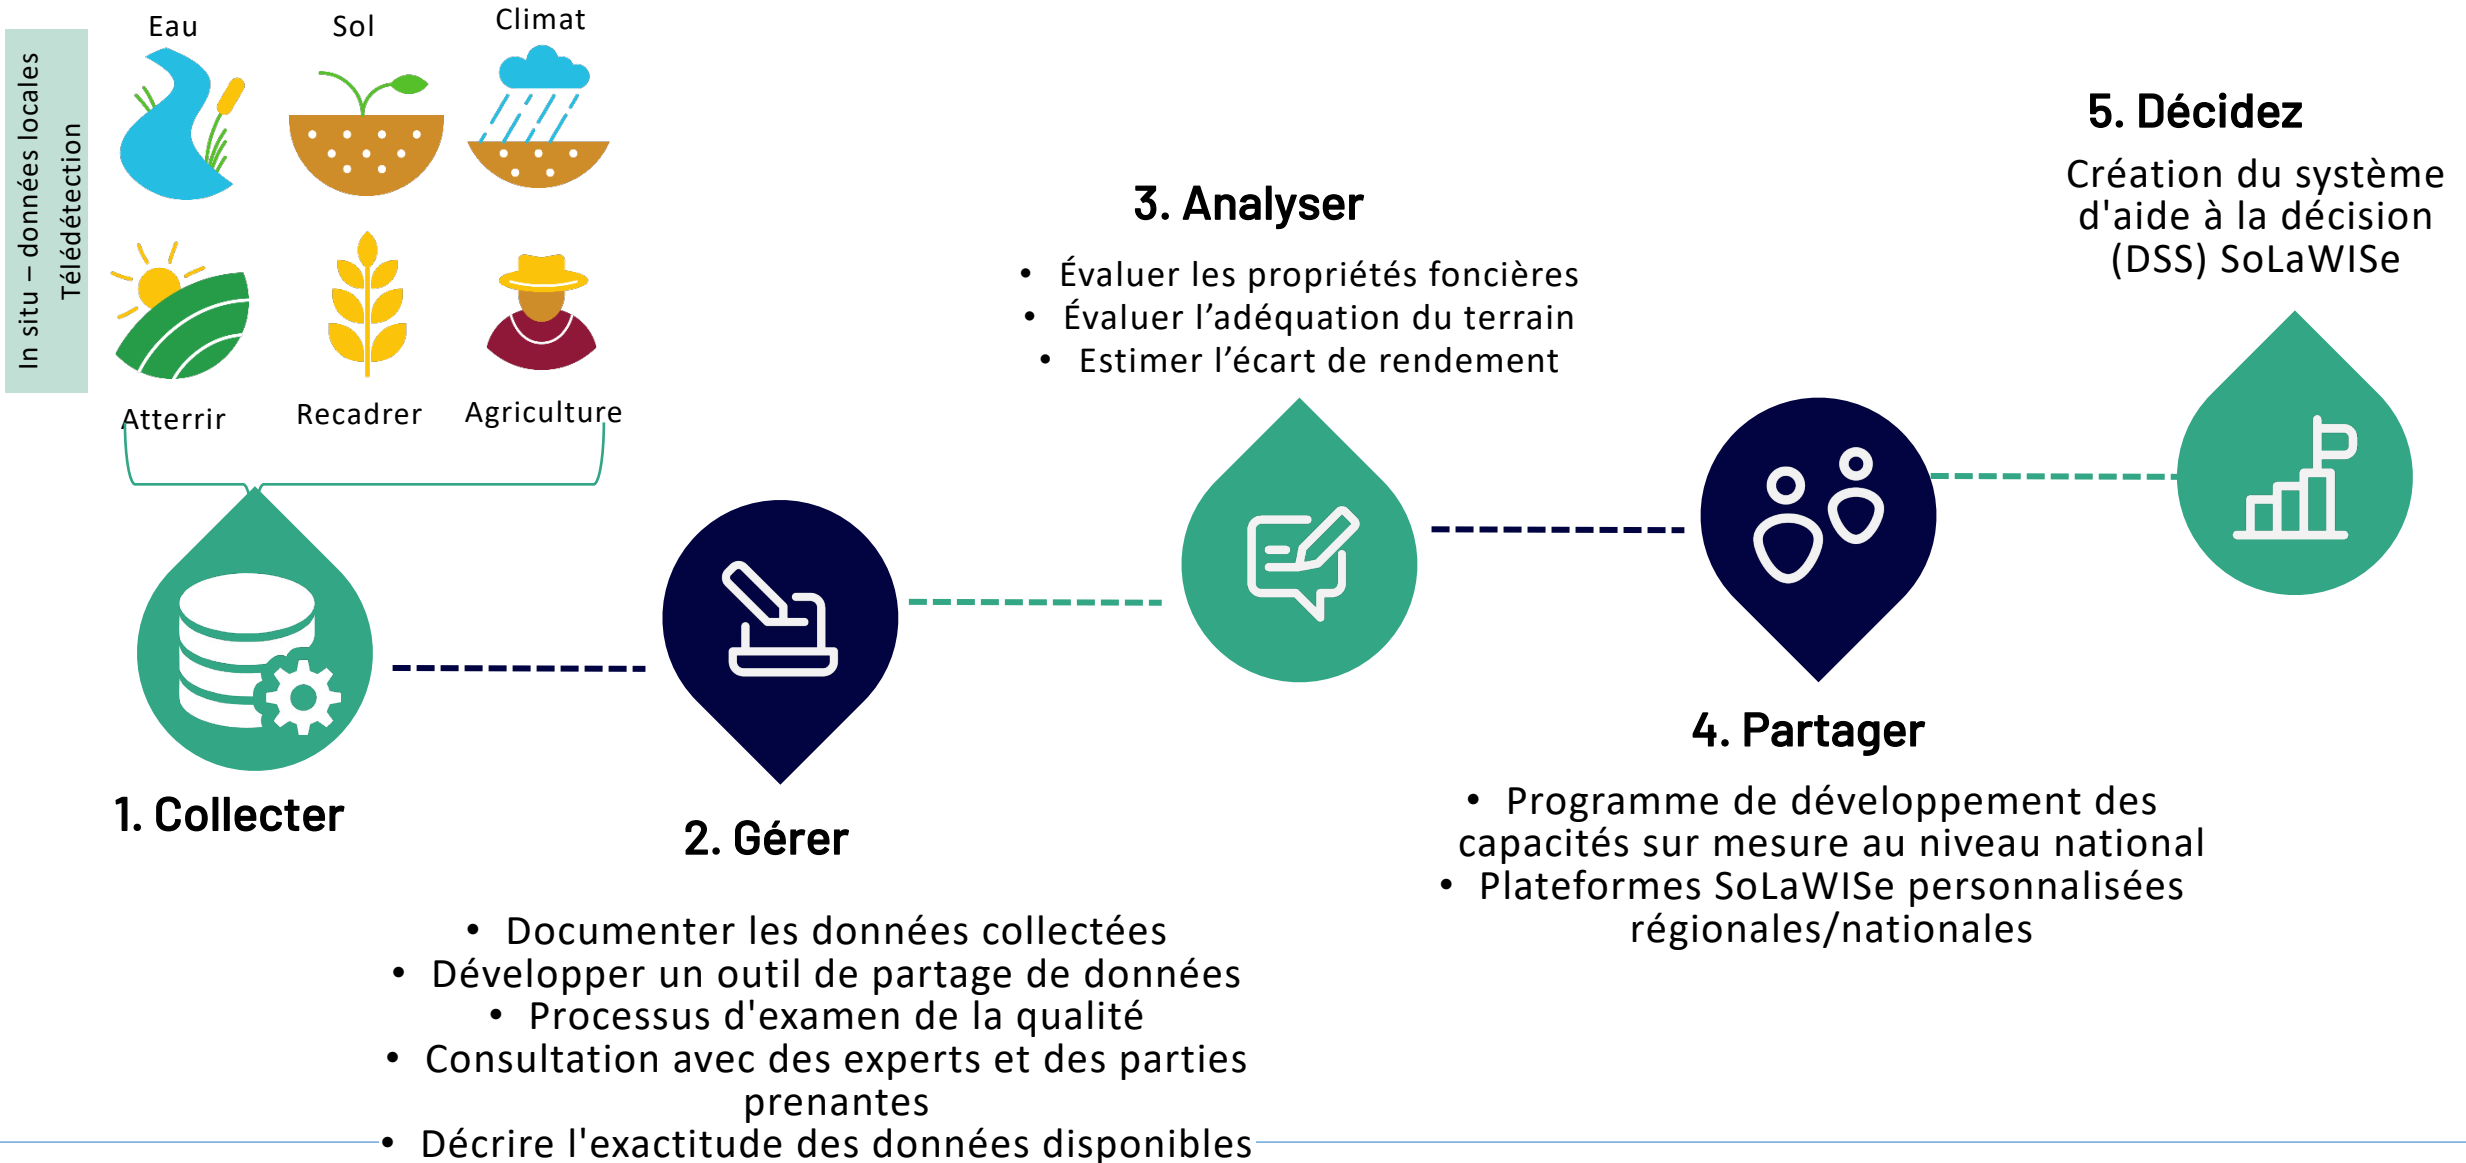 In situ – données locales
Télédétection
Eau
Sol
Climat
Atterrir
Recadrer
Agriculture
1. Collecter
2. Gérer
• Documenter les données collectées
• Développer un outil de partage de données
• Processus d'examen de la qualité
• Consultation avec des experts et des parties
prenantes
• Décrire l'exactitude des données disponibles
3. Analyser
• Évaluer les propriétés foncières
• Évaluer l’adéquation du terrain
• Estimer l’écart de rendement
4. Partager
• Programme de développement des
capacités sur mesure au niveau national
• Plateformes SoLaWISe personnalisées
régionales/nationales
5. Décidez
Création du système
d'aide à la décision
(DSS) SoLaWISe